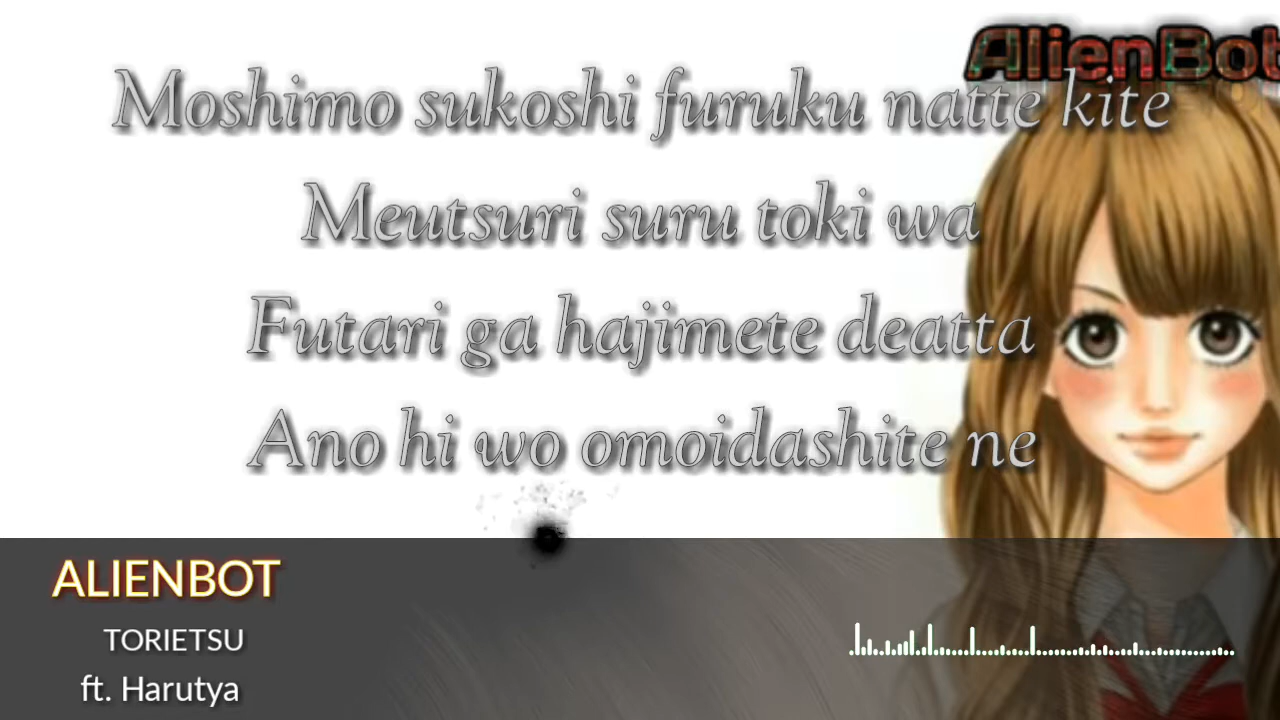 AlienBot
Moshimo sukoshi furuku natte kite
Meutsuri suru toki wa
Futari ga hajimete deatta
Ano hi wo omoidashite ne
ALIENBOT
TORIETSU
ft. Harutya